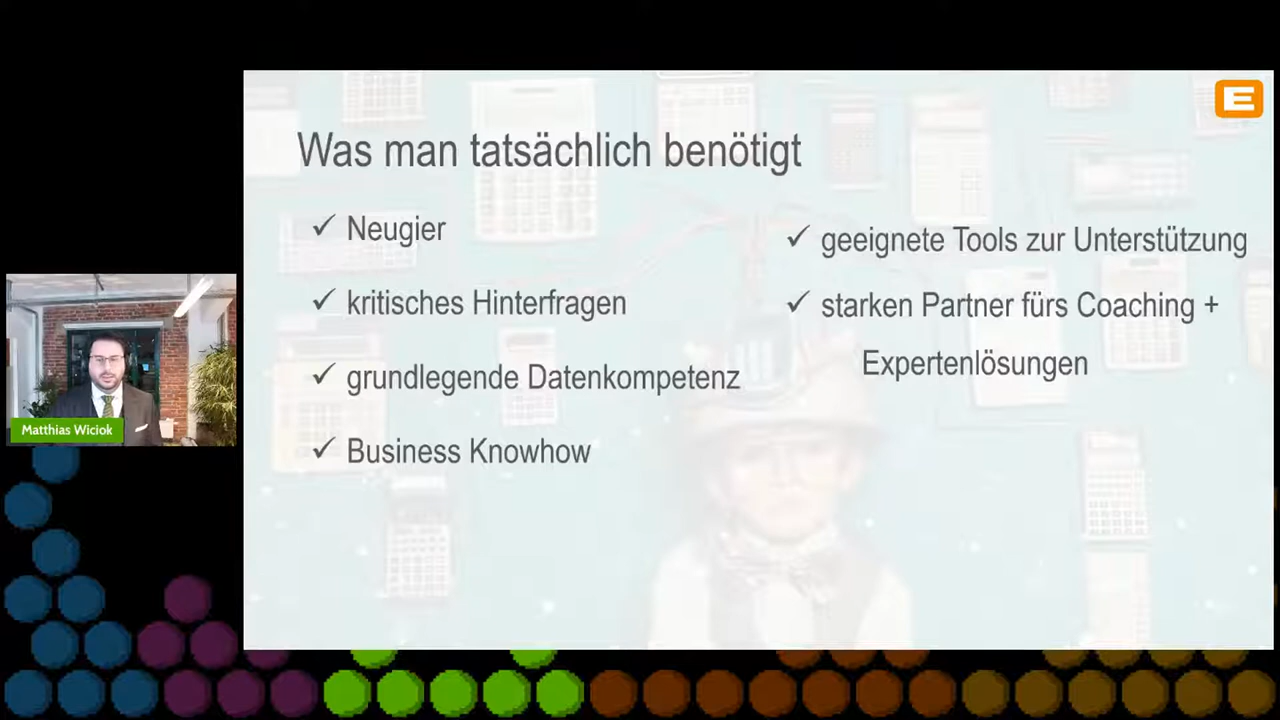 Was man tatsächlich benötigt
✓ Neugier
✓ kritisches Hinterfragen
✓ grundlegende Datenkompetenz
✓ Business Knowhow
✓ geeignete Tools zur Unterstützung
✓ starken Partner fürs Coaching +
Expertenlösungen
E
Matthias Wiciok